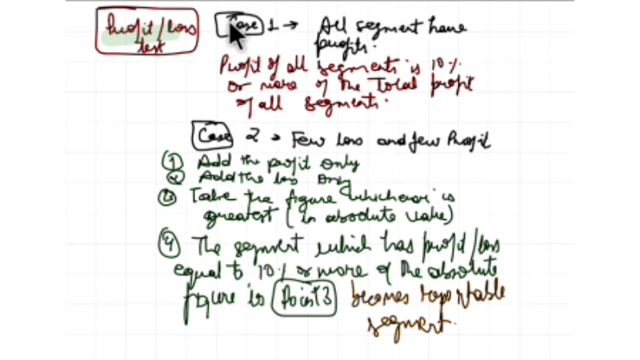 Profit/Loss test
Case 1 → All segment have profits.
Profit of all segments is 10%
or more of the Total profit
of all segments.
Case 2 → Few loss and few Profit
① Add the profit only
② Add the loss only
③ Take the figure whichever is
greatest (in absolute value)
④ The segment which has profit/loss
equal to 10% or more of the absolute
figure in Point 3 becomes reportable
segment.